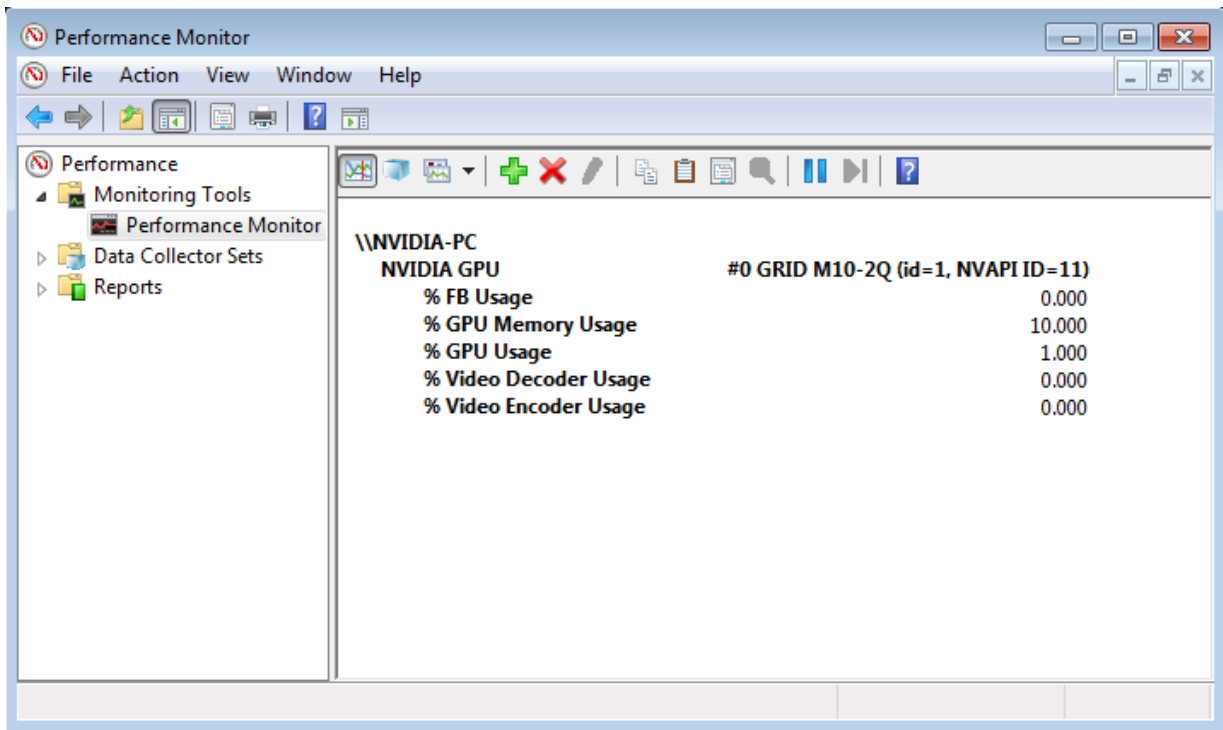 Performance Monitor
File Action View Window Help
Performance
Monitoring Tools
Performance Monitor
Data Collector Sets
Reports
\\NVIDIA-PC
NVIDIA GPU #0 GRID M10-2Q (id=1, NVAPI ID=11)
% FB Usage 0.000
% GPU Memory Usage 10.000
% GPU Usage 1.000
% Video Decoder Usage 0.000
% Video Encoder Usage 0.000